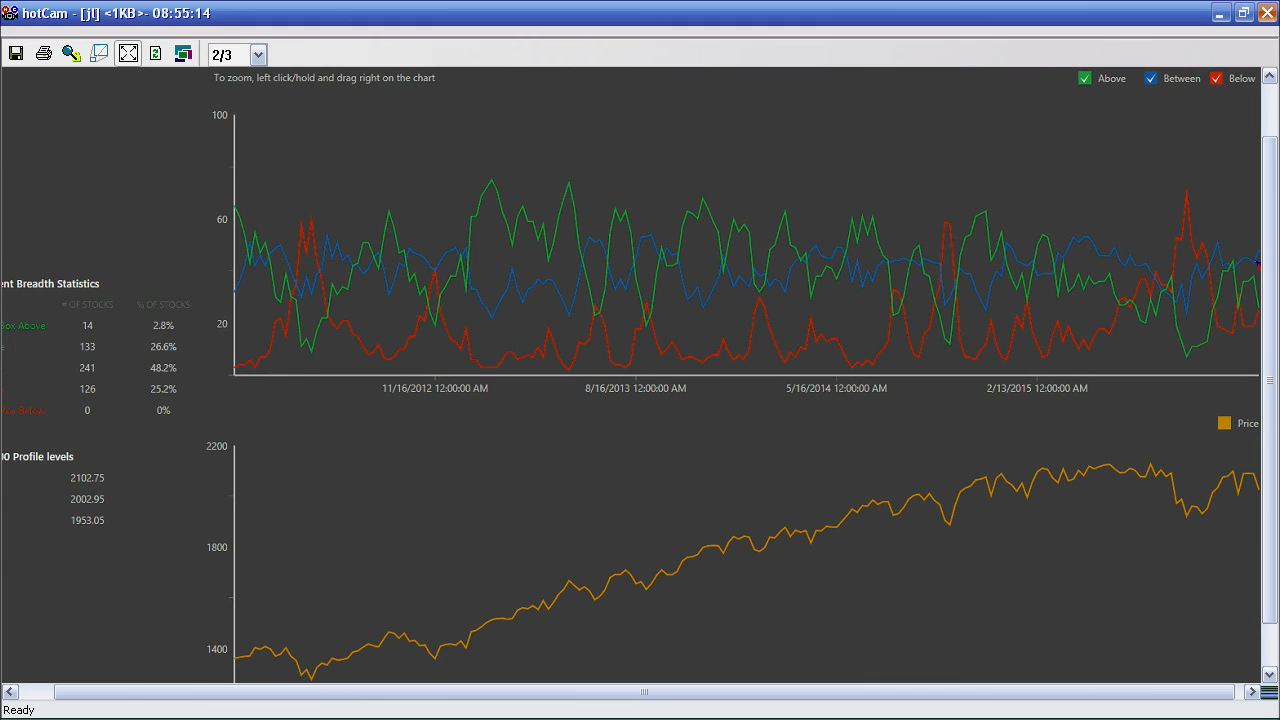 hotCam - [jt] <1KB>- 08:55:14
2/3
To zoom, left click/hold and drag right on the chart
Above Between Below
100
60
20
11/16/2012 12:00:00 AM 8/16/2013 12:00:00 AM 5/16/2014 12:00:00 AM 2/13/2015 12:00:00 AM
ent Breadth Statistics
# OF STOCKS % OF STOCKS
Box Above 14 2.8%
133 26.6%
241 48.2%
126 25.2%
Box Below 0 0%
00 Profile levels
2102.75
2002.95
1953.05
Price
2200
1800
1400
Ready